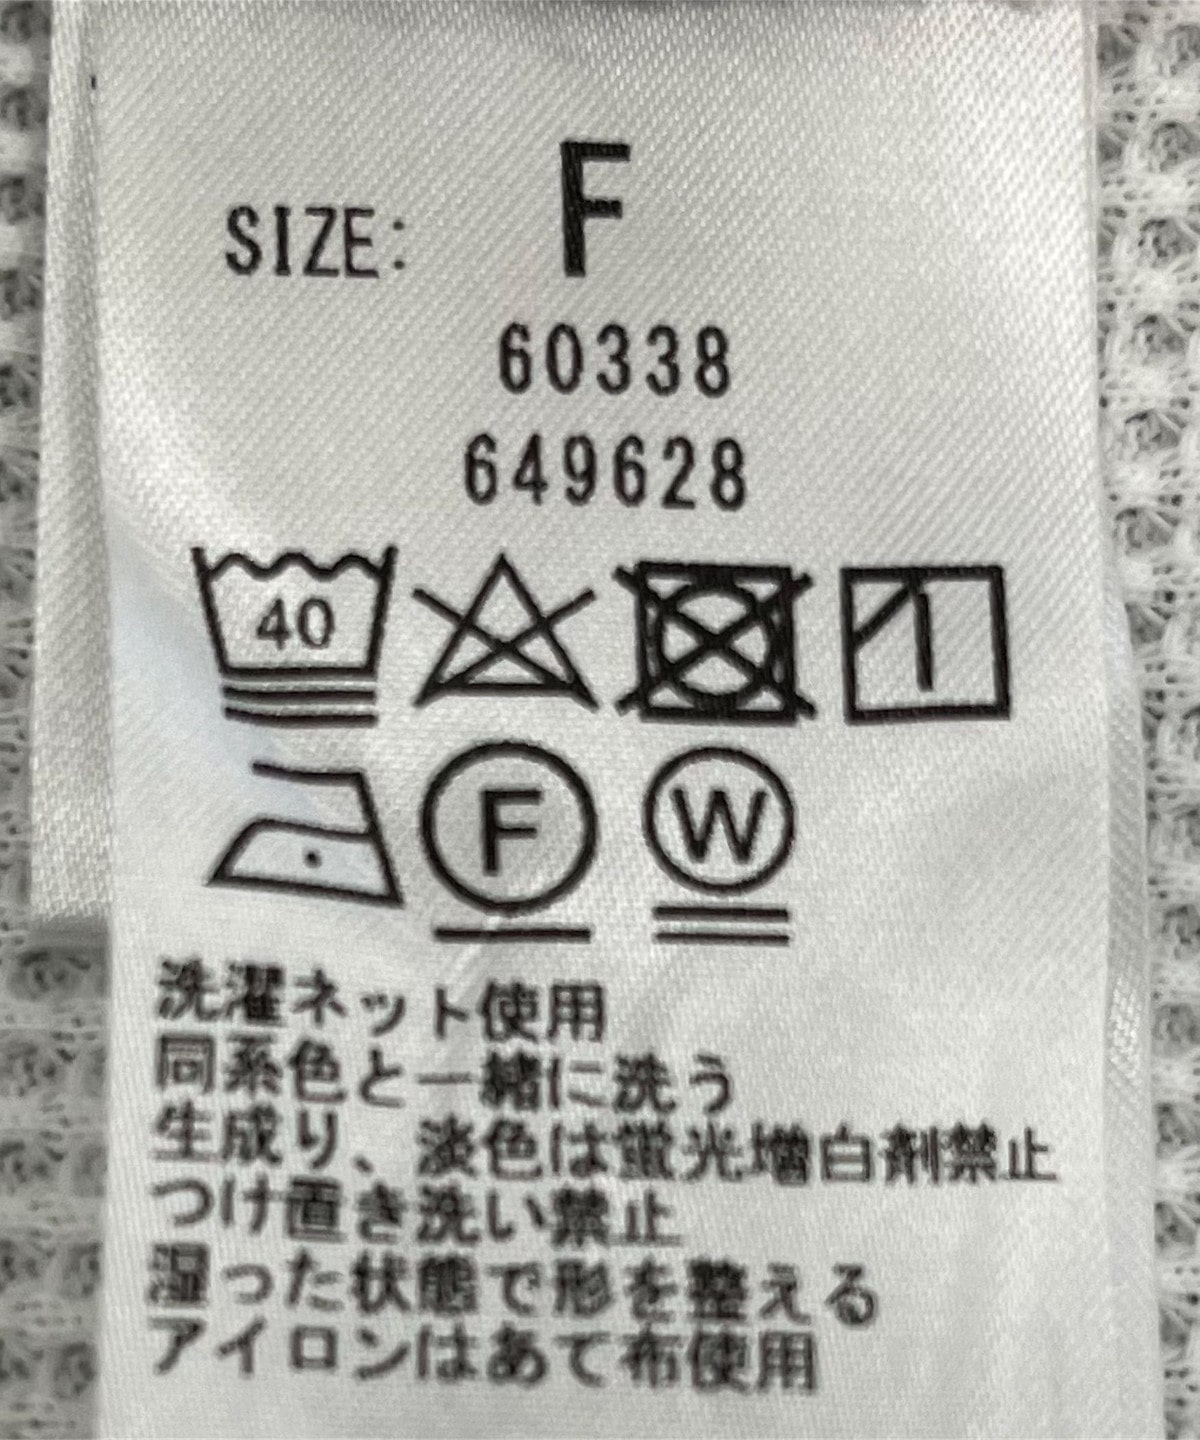 SIZE: F
60338
649628
40
F
W
洗濯ネット使用
同系色と一緒に洗う
生成り、淡色は蛍光増白剤禁止
つけ置き洗い禁止
湿った状態で形を整える
アイロンはあて布使用